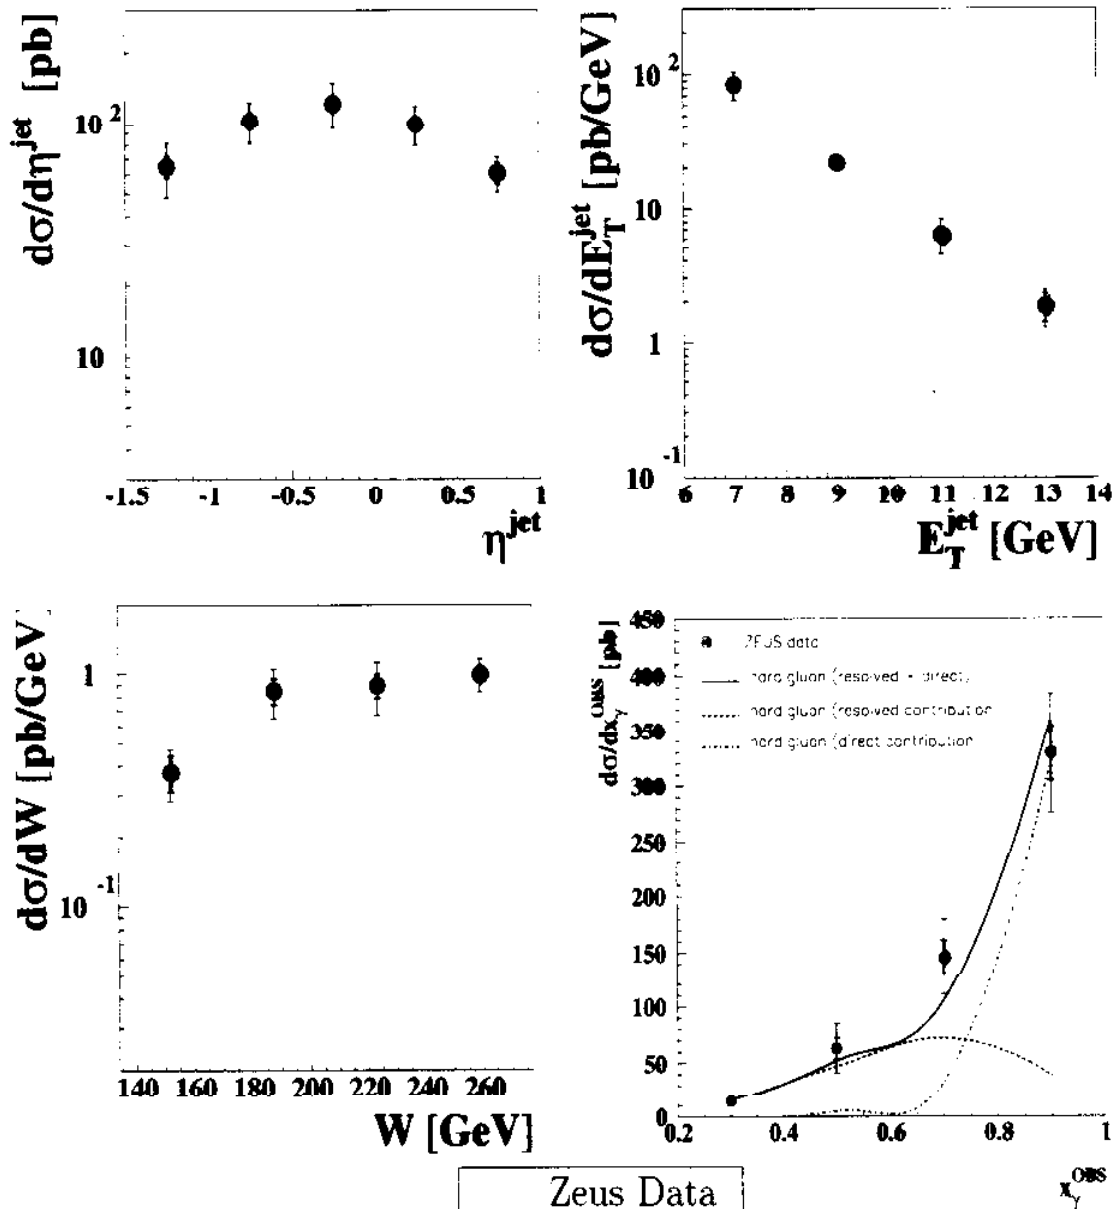 dσ/dη^jet [pb]
10^2
10
-1.5 -1 -0.5 0 0.5 1
η^jet
dσ/dE_T^jet [pb/GeV]
10^2
10
1
10^-1
6 7 8 9 10 11 12 13 14
E_T^jet [GeV]
dσ/dW [pb/GeV]
1
10^-1
140 160 180 200 220 240 260
W [GeV]
dσ/dx_γ^OBS [pb]
450
400
350
300
250
200
150
100
50
0
ZEUS data
hard gluon (resolved + direct)
hard gluon (resolved contribution
hard gluon (direct contribution
0.2 0.4 0.6 0.8 1
x_γ^OBS
Zeus Data